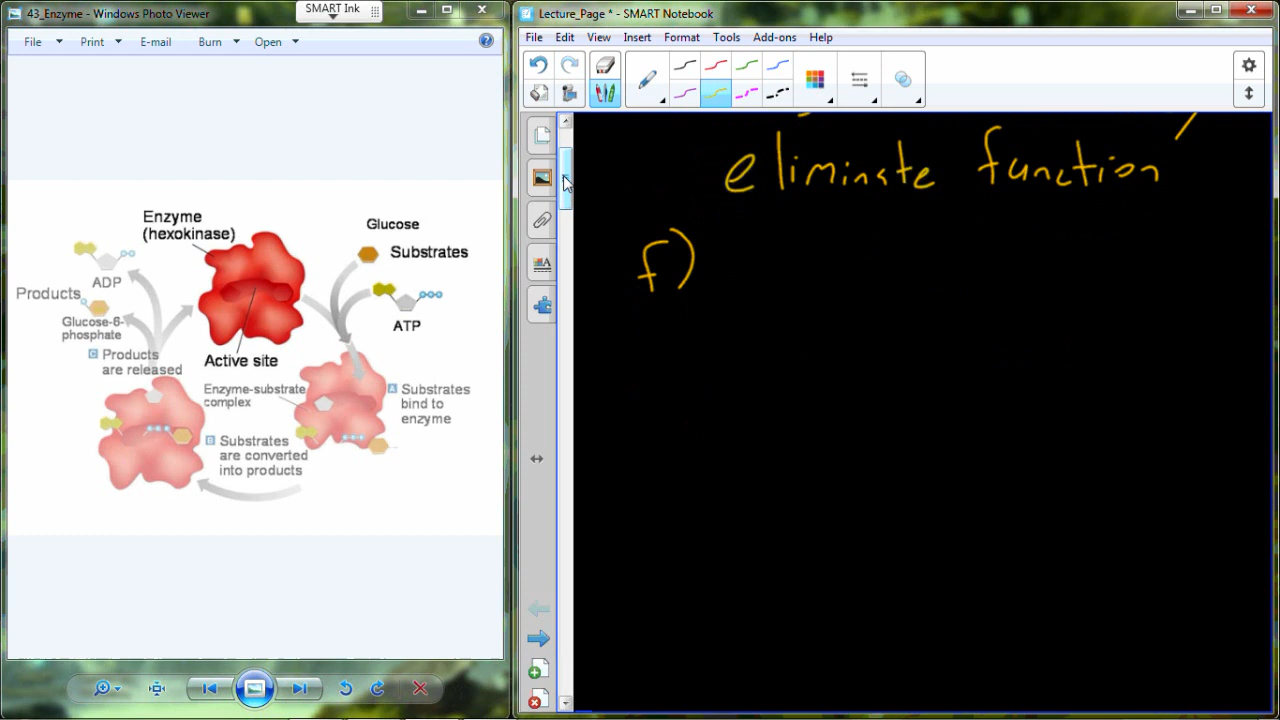 43_Enzyme - Windows Photo Viewer
SMART Ink
File Print E-mail Burn Open
Enzyme
(hexokinase)
Glucose
Substrates
ADP
Products
Glucose-6-
phosphate
ATP
C Products
are released
Active site
Enzyme-substrate
complex
A Substrates
bind to
enzyme
B Substrates
are converted
into products
Lecture_Page * - SMART Notebook
File Edit View Insert Format Tools Add-ons Help
eliminate function
f)